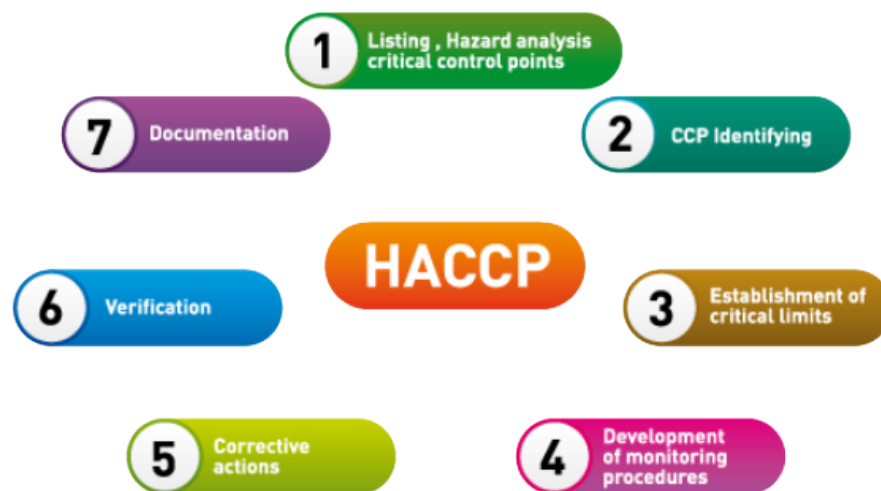 1
Listing , Hazard analysis
critical control points
7
Documentation
2
CCP Identifying
HACCP
6
Verification
3
Establishment of
critical limits
5
Corrective
actions
4
Development
of monitoring
procedures